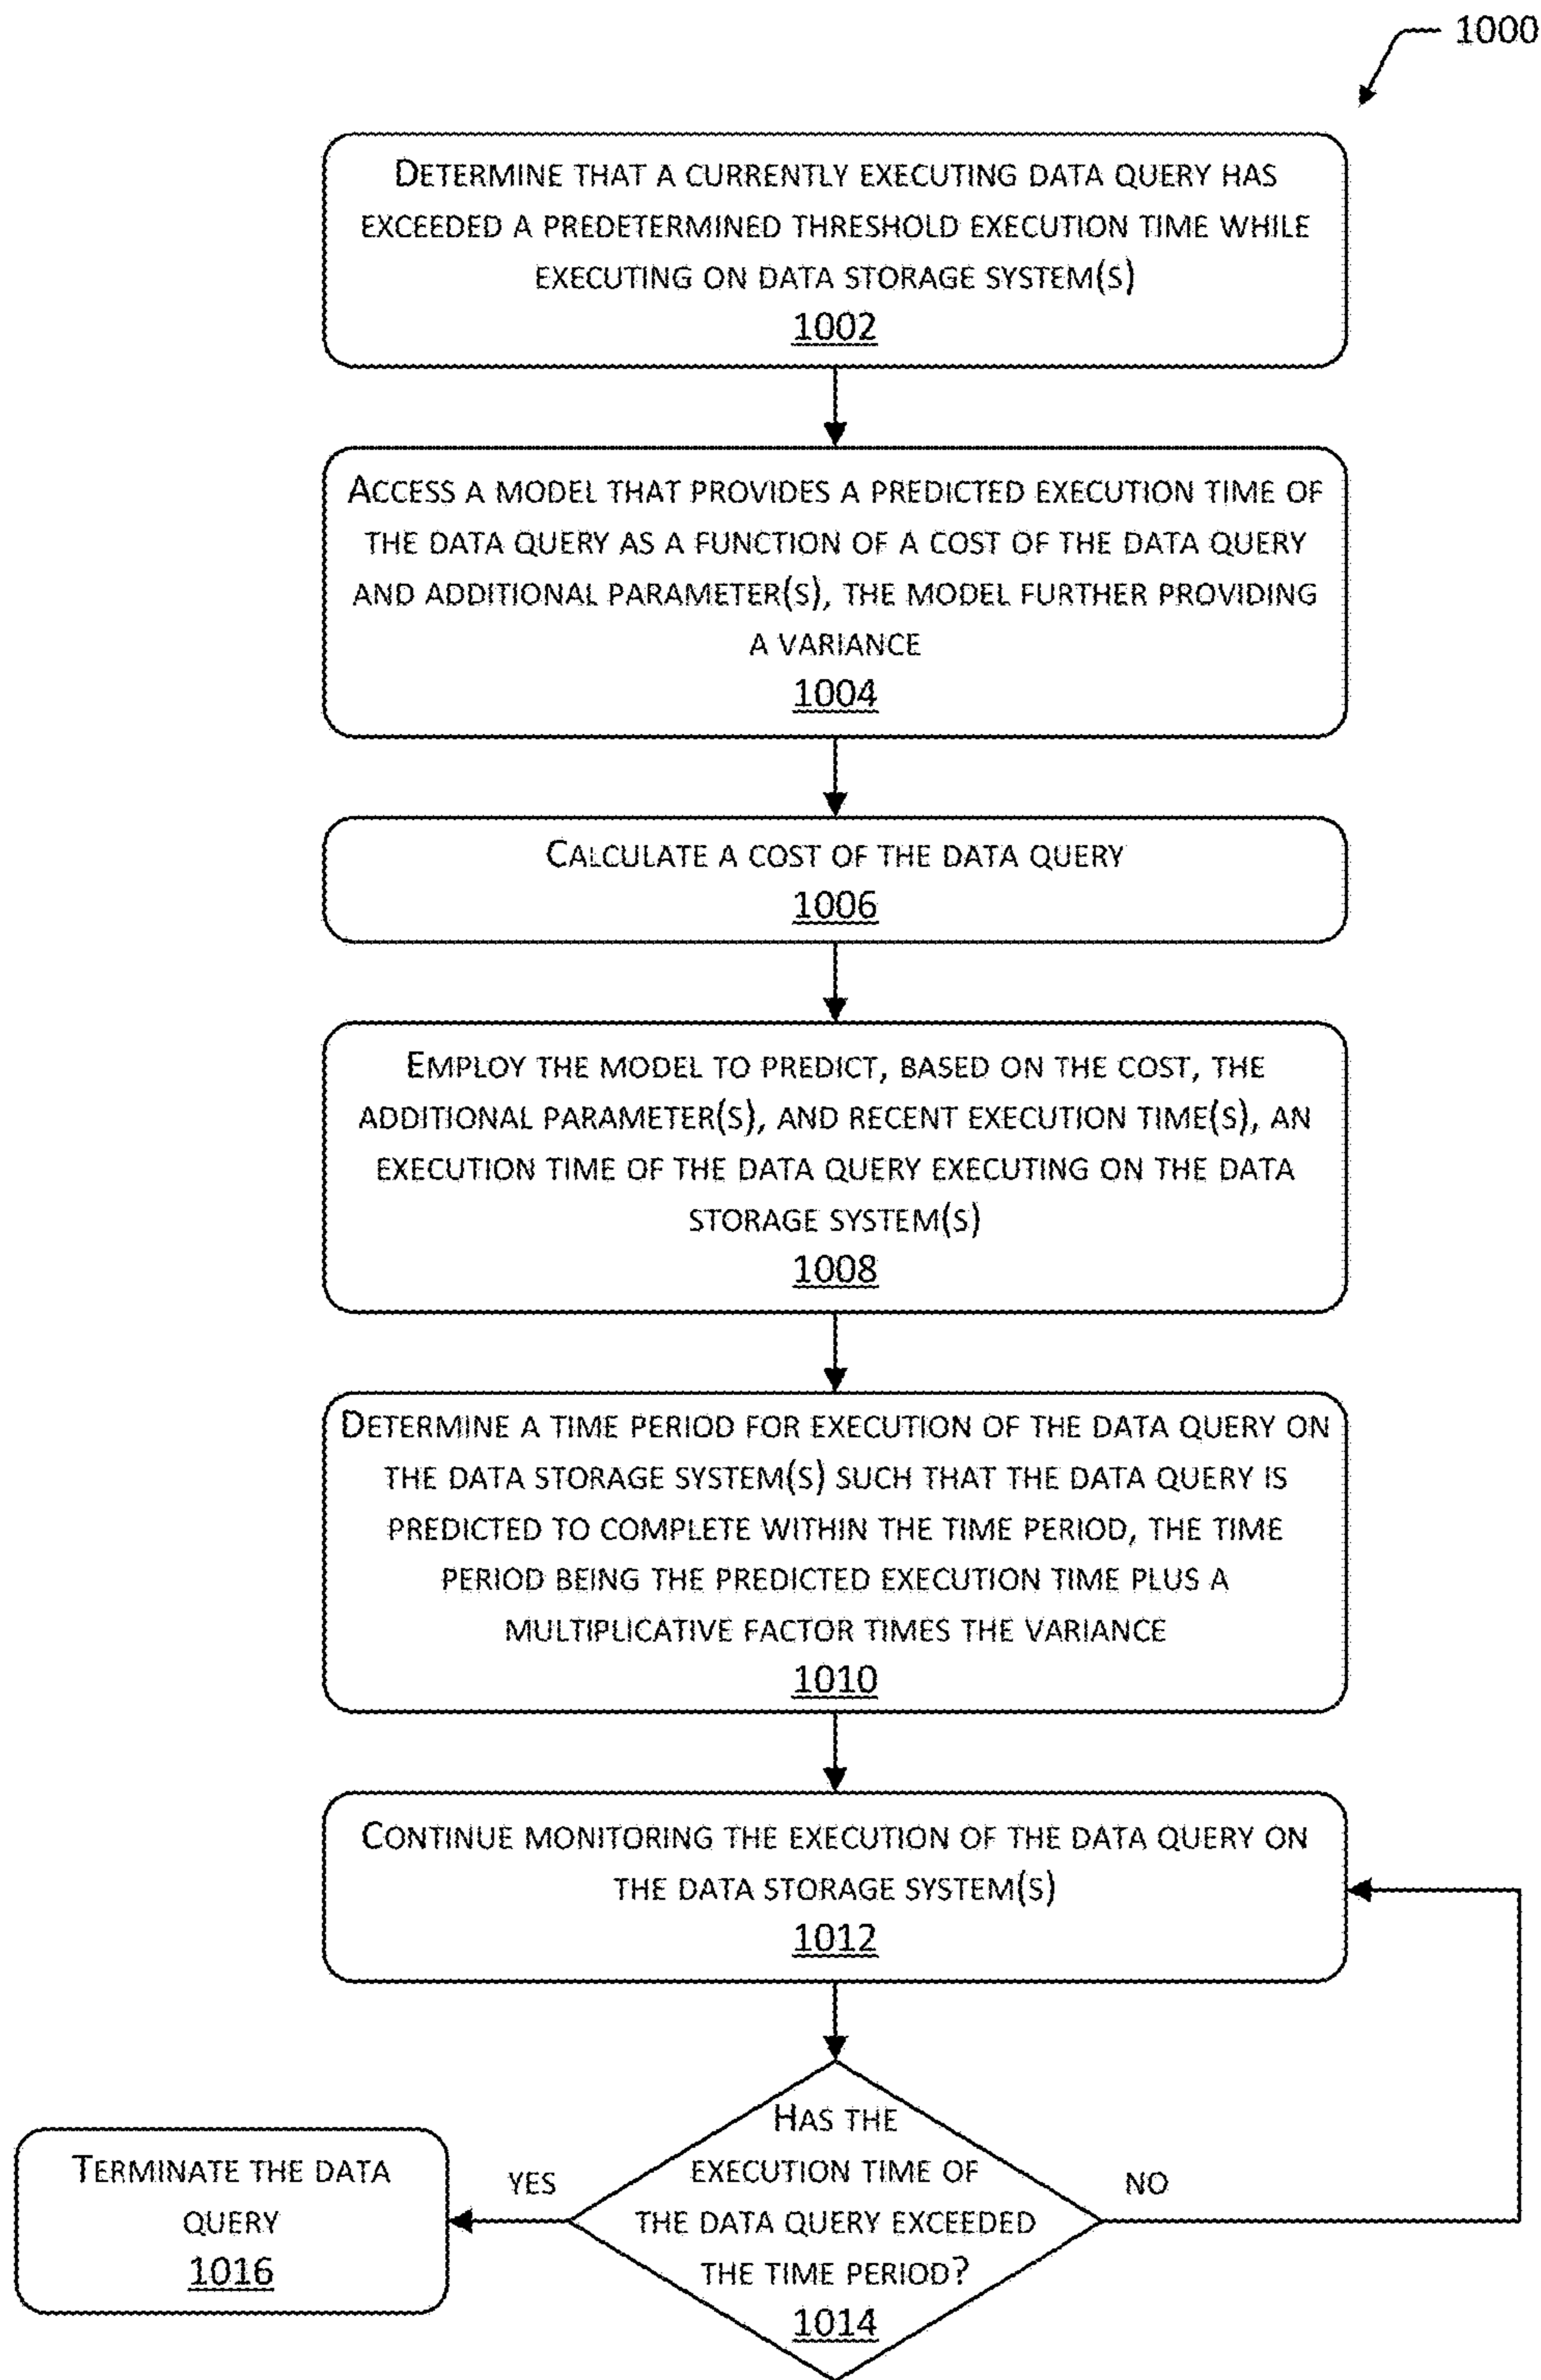 1000
DETERMINE THAT A CURRENTLY EXECUTING DATA QUERY HAS
EXCEEDED A PREDETERMINED THRESHOLD EXECUTION TIME WHILE
EXECUTING ON DATA STORAGE SYSTEM(S)
1002
ACCESS A MODEL THAT PROVIDES A PREDICTED EXECUTION TIME OF
THE DATA QUERY AS A FUNCTION OF A COST OF THE DATA QUERY
AND ADDITIONAL PARAMETER(S), THE MODEL FURTHER PROVIDING
A VARIANCE
1004
CALCULATE A COST OF THE DATA QUERY
1006
EMPLOY THE MODEL TO PREDICT, BASED ON THE COST, THE
ADDITIONAL PARAMETER(S), AND RECENT EXECUTION TIME(S), AN
EXECUTION TIME OF THE DATA QUERY EXECUTING ON THE DATA
STORAGE SYSTEM(S)
1008
DETERMINE A TIME PERIOD FOR EXECUTION OF THE DATA QUERY ON
THE DATA STORAGE SYSTEM(S) SUCH THAT THE DATA QUERY IS
PREDICTED TO COMPLETE WITHIN THE TIME PERIOD, THE TIME
PERIOD BEING THE PREDICTED EXECUTION TIME PLUS A
MULTIPLICATIVE FACTOR TIMES THE VARIANCE
1010
CONTINUE MONITORING THE EXECUTION OF THE DATA QUERY ON
THE DATA STORAGE SYSTEM(S)
1012
HAS THE
EXECUTION TIME OF
THE DATA QUERY EXCEEDED
THE TIME PERIOD?
1014
YES
NO
TERMINATE THE DATA
QUERY
1016